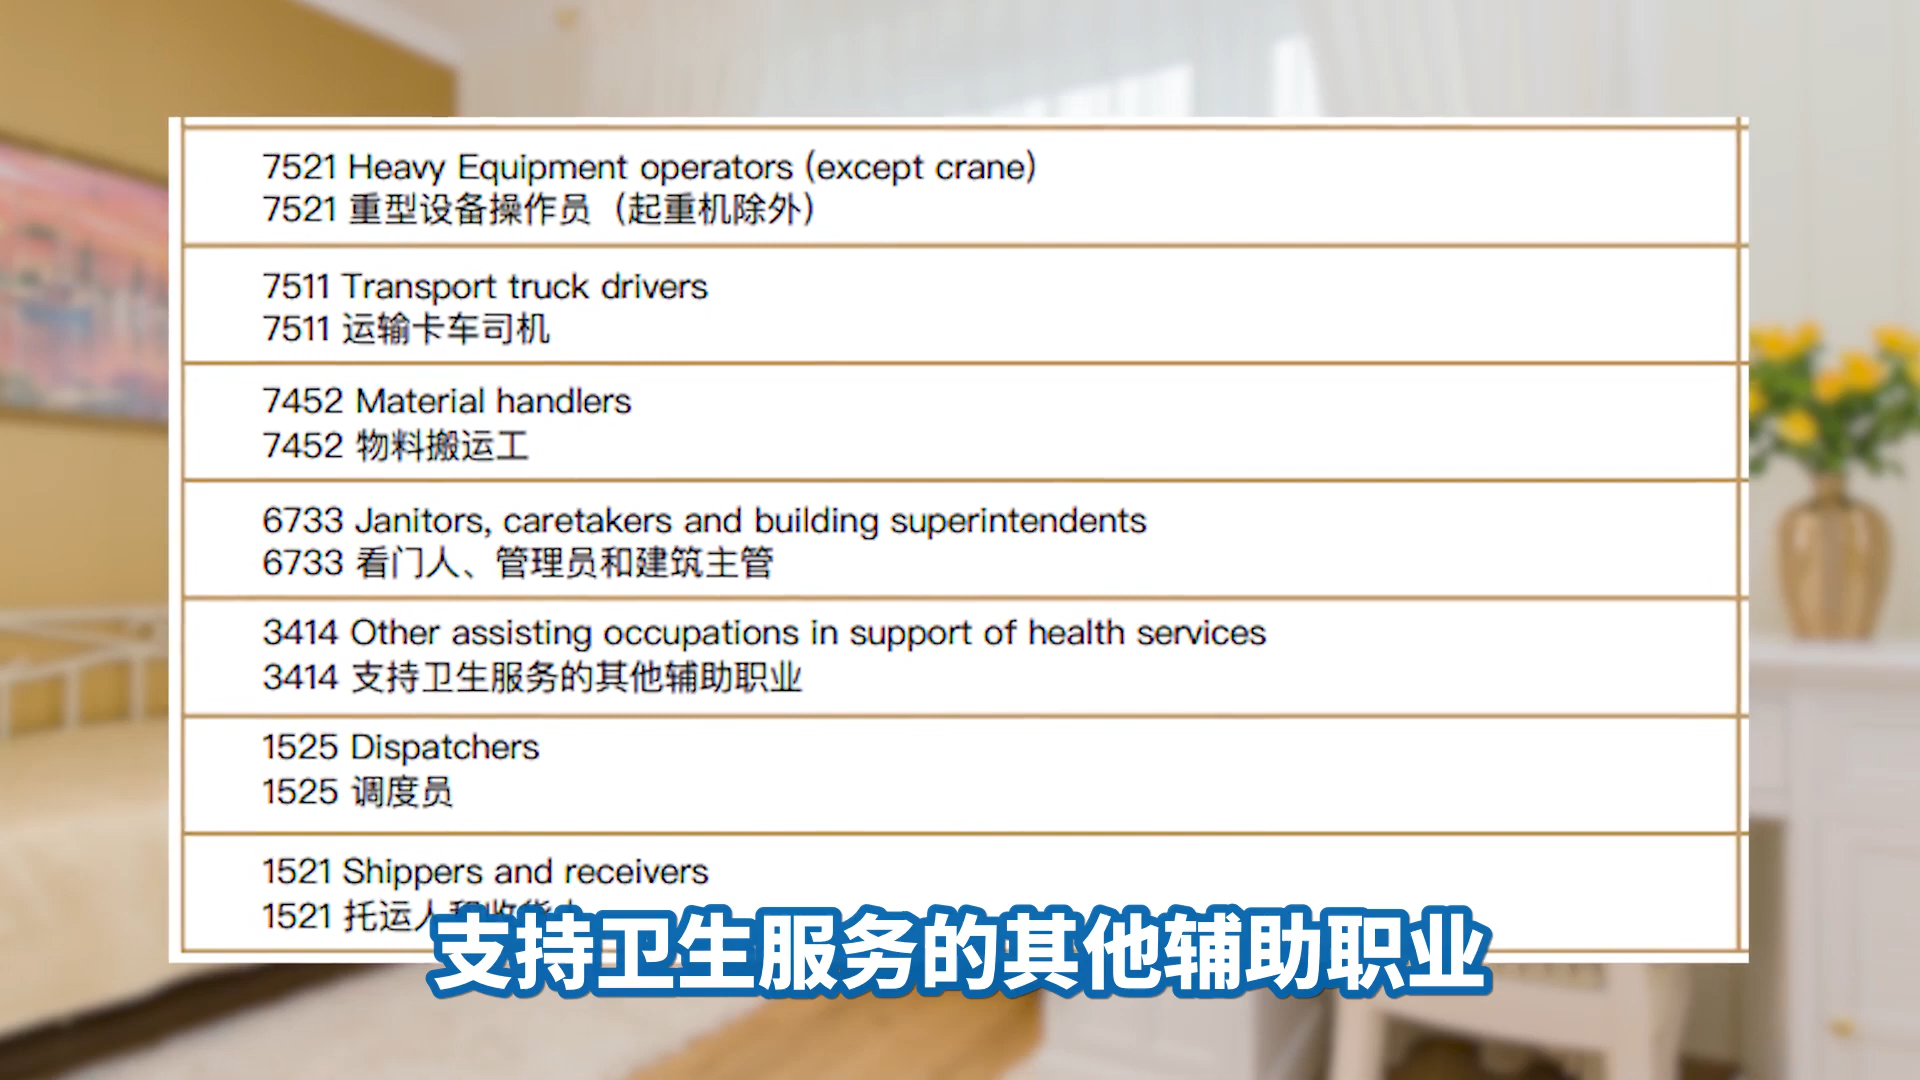 7521 Heavy Equipment operators (except crane)
7521 重型设备操作员（起重机除外）
7511 Transport truck drivers
7511 运输卡车司机
7452 Material handlers
7452 物料搬运工
6733 Janitors, caretakers and building superintendents
6733 看门人、管理员和建筑主管
3414 Other assisting occupations in support of health services
3414 支持卫生服务的其他辅助职业
1525 Dispatchers
1525 调度员
1521 Shippers and receivers
1521 托运人
支持卫生服务的其他辅助职业